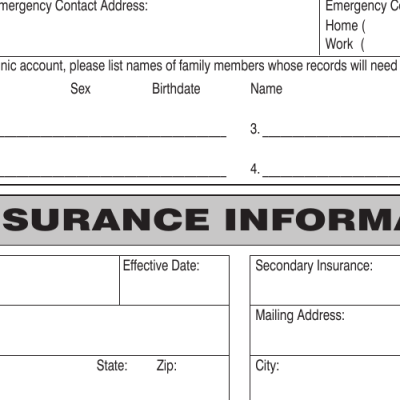 mergency Contact Address: Emergency Co
Home (
Work (
nic account, please list names of family members whose records will need
Sex Birthdate Name
3.
4.
SURANCE INFORMA
Effective Date: Secondary Insurance:
Mailing Address:
State: Zip: City: